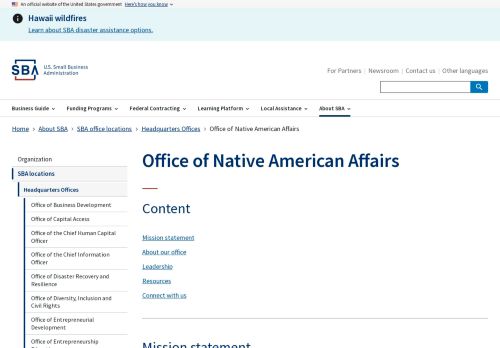 An official website of the United States government Here's how you know
Hawaii wildfires
Learn about SBA disaster assistance options.
SBA
U.S. Small Business
Administration
For Partners
Newsroom
Contact us
Other languages
Business Guide
Funding Programs
Federal Contracting
Learning Platform
Local Assistance
About SBA
Home
About SBA
SBA office locations
Headquarters Offices
Office of Native American Affairs
Organization
SBA locations
Headquarters Offices
Office of Business Development
Office of Capital Access
Office of the Chief Human Capital
Officer
Office of the Chief Information
Officer
Office of Disaster Recovery and
Resilience
Office of Diversity, Inclusion and
Civil Rights
Office of Entrepreneurial
Development
Office of Entrepreneurship
Office of Native American Affairs
Content
Mission statement
About our office
Leadership
Resources
Connect with us
Mission statement